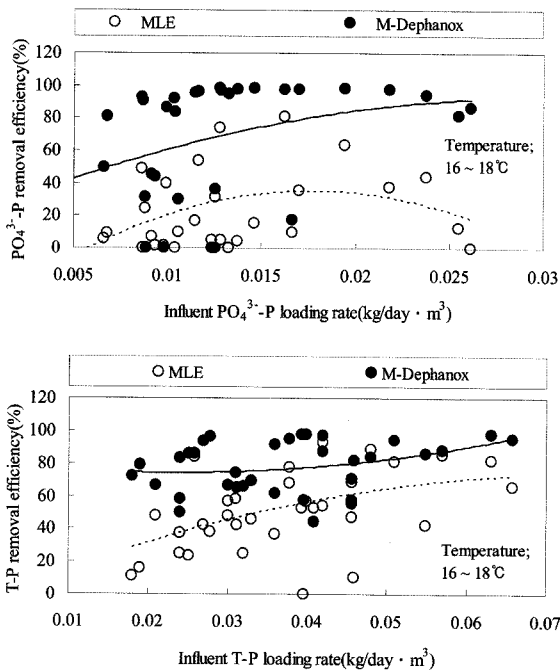 ○ MLE ● M-Dephanox
PO₄³⁻-P removal efficiency(%)
100
80
60
40
20
0
Temperature;
16～18℃
0.005 0.01 0.015 0.02 0.025 0.03
Influent PO₄³⁻-P loading rate(kg/day · m³)
○ MLE ● M-Dephanox
T-P removal efficiency(%)
120
100
80
60
40
20
0
Temperature;
16～18℃
0.01 0.02 0.03 0.04 0.05 0.06 0.07
Influent T-P loading rate(kg/day · m³)